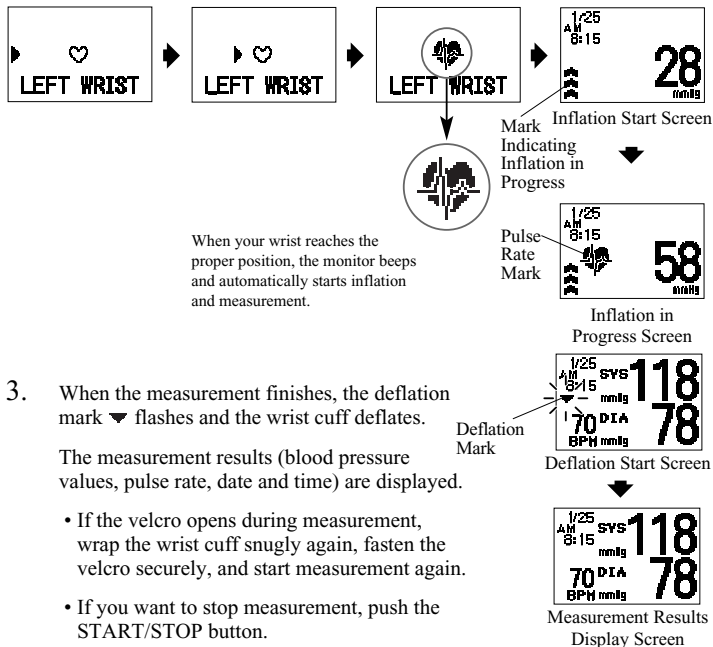 LEFT WRIST
LEFT WRIST
LEFT WRIST
1/25
AM
8:15
28
mmHg
Inflation Start Screen
Mark
Indicating
Inflation in
Progress
When your wrist reaches the
proper position, the monitor beeps
and automatically starts inflation
and measurement.
1/25
AM
8:15
58
mmHg
Pulse
Rate
Mark
Inflation in
Progress Screen
3. When the measurement finishes, the deflation
mark flashes and the wrist cuff deflates.
The measurement results (blood pressure
values, pulse rate, date and time) are displayed.
• If the velcro opens during measurement,
wrap the wrist cuff snugly again, fasten the
velcro securely, and start measurement again.
• If you want to stop measurement, push the
START/STOP button.
1/25
AM
8:15
SYS
118
mmHg
70
BPM
DIA
mmHg
78
Deflation
Mark
Deflation Start Screen
1/25
AM
8:15
SYS
118
mmHg
70
BPM
DIA
mmHg
78
Measurement Results
Display Screen